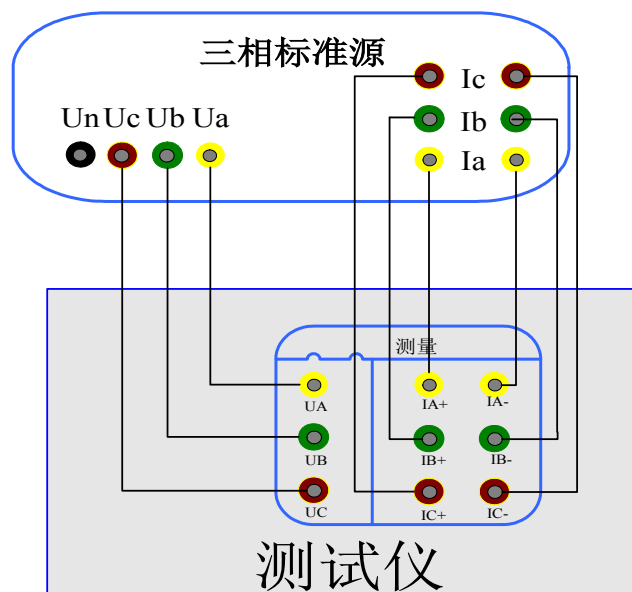 三相标准源
Ic
Un Uc Ub Ua
Ib
Ia
测量
UA IA+ IA-
UB IB+ IB-
UC IC+ IC-
测试仪